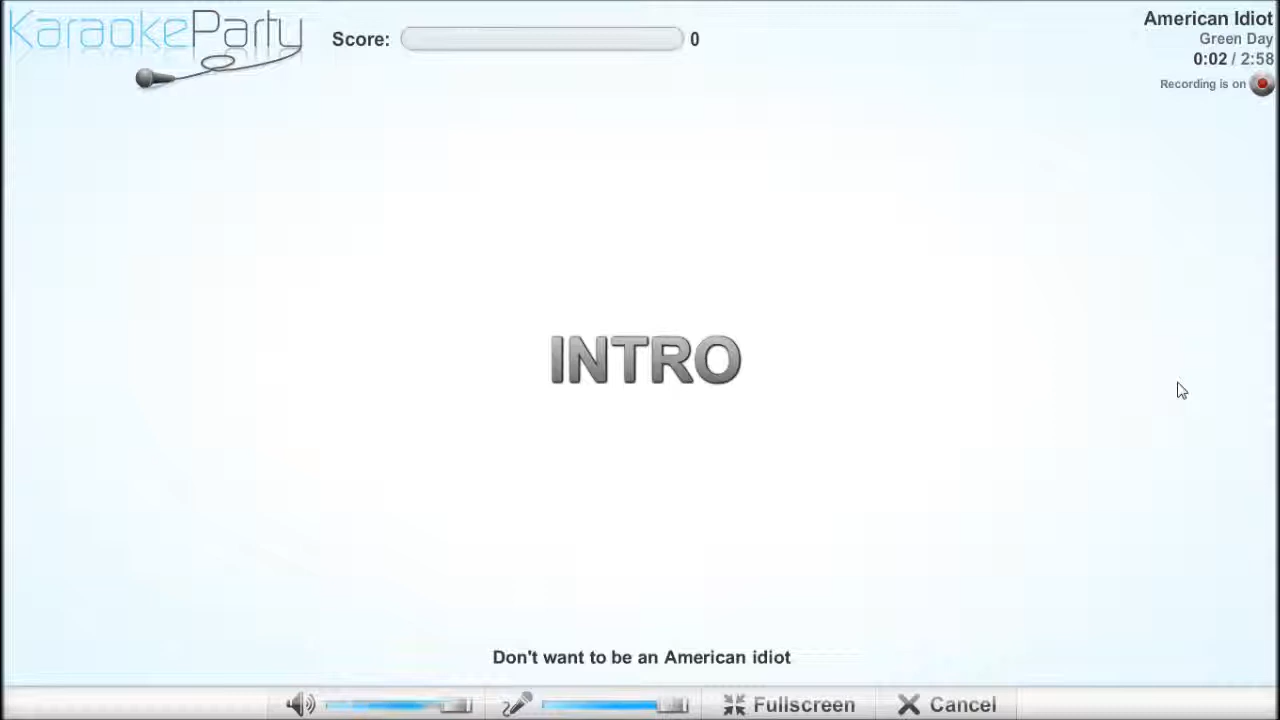 KaraokeParty
Score: 0
American Idiot
Green Day
0:02 / 2:58
Recording is on
INTRO
Don't want to be an American idiot
Fullscreen
Cancel